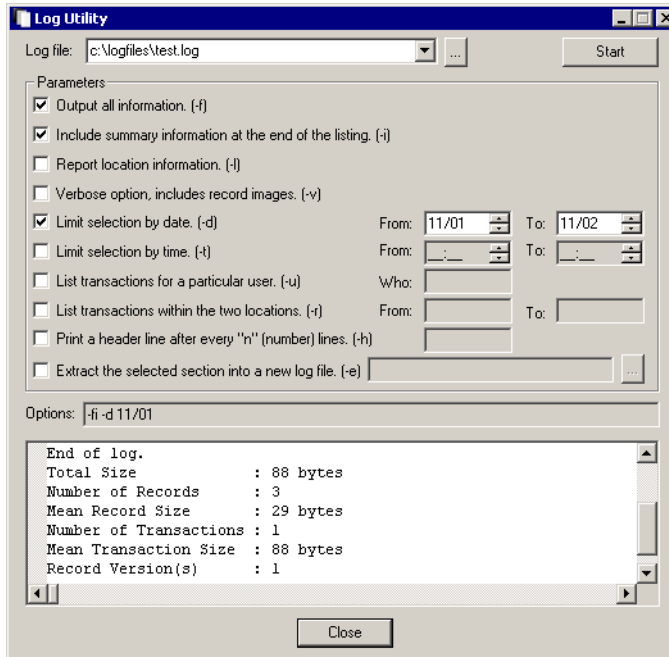 Log Utility
Log file: c:\logfiles\test.log ... Start
Parameters
Output all information. (-f)
Include summary information at the end of the listing. (-i)
Report location information. (-l)
Verbose option, includes record images. (-v)
Limit selection by date. (-d) From: 11/01 To: 11/02
Limit selection by time. (-t) From: __:__ To: __:__
List transactions for a particular user. (-u) Who:
List transactions within the two locations. (-r) From: To:
Print a header line after every "n" (number) lines. (-h)
Extract the selected section into a new log file. (-e) ...
Options: -fi -d 11/01
End of log.
Total Size : 88 bytes
Number of Records : 3
Mean Record Size : 29 bytes
Number of Transactions : 1
Mean Transaction Size : 88 bytes
Record Version(s) : 1
Close